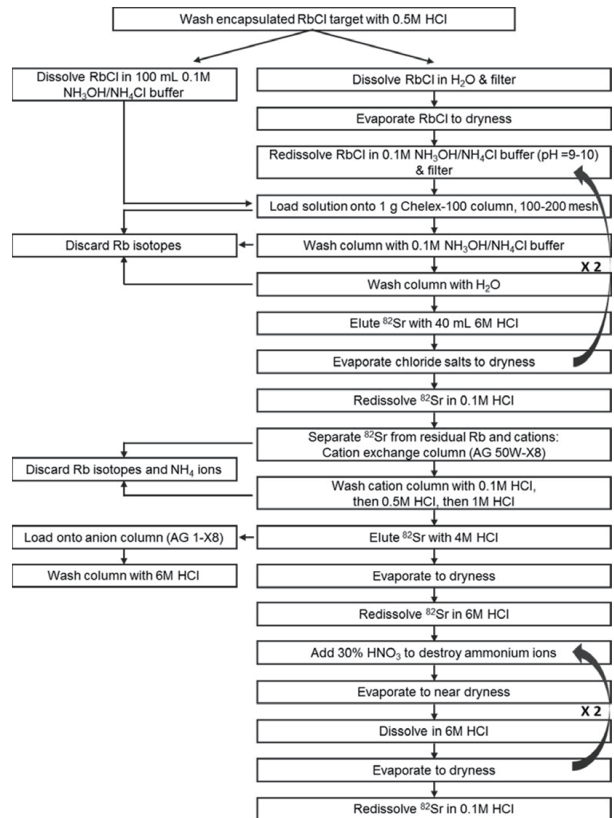 Wash encapsulated RbCl target with 0.5M HCl
Dissolve RbCl in 100 mL 0.1M
NH₃OH/NH₄Cl buffer
Dissolve RbCl in H₂O & filter
Evaporate RbCl to dryness
Redissolve RbCl in 0.1M NH₃OH/NH₄Cl buffer (pH =9-10)
& filter
Load solution onto 1 g Chelex-100 column, 100-200 mesh
Discard Rb isotopes
Wash column with 0.1M NH₃OH/NH₄Cl buffer
X 2
Wash column with H₂O
Elute ⁸²Sr with 40 mL 6M HCl
Evaporate chloride salts to dryness
Redissolve ⁸²Sr in 0.1M HCl
Separate ⁸²Sr from residual Rb and cations:
Cation exchange column (AG 50W-X8)
Discard Rb isotopes and NH₄ ions
Wash cation column with 0.1M HCl,
then 0.5M HCl, then 1M HCl
Load onto anion column (AG 1-X8)
Elute ⁸²Sr with 4M HCl
Wash column with 6M HCl
Evaporate to dryness
Redissolve ⁸²Sr in 6M HCl
Add 30% HNO₃ to destroy ammonium ions
Evaporate to near dryness
X 2
Dissolve in 6M HCl
Evaporate to dryness
Redissolve ⁸²Sr in 0.1M HCl